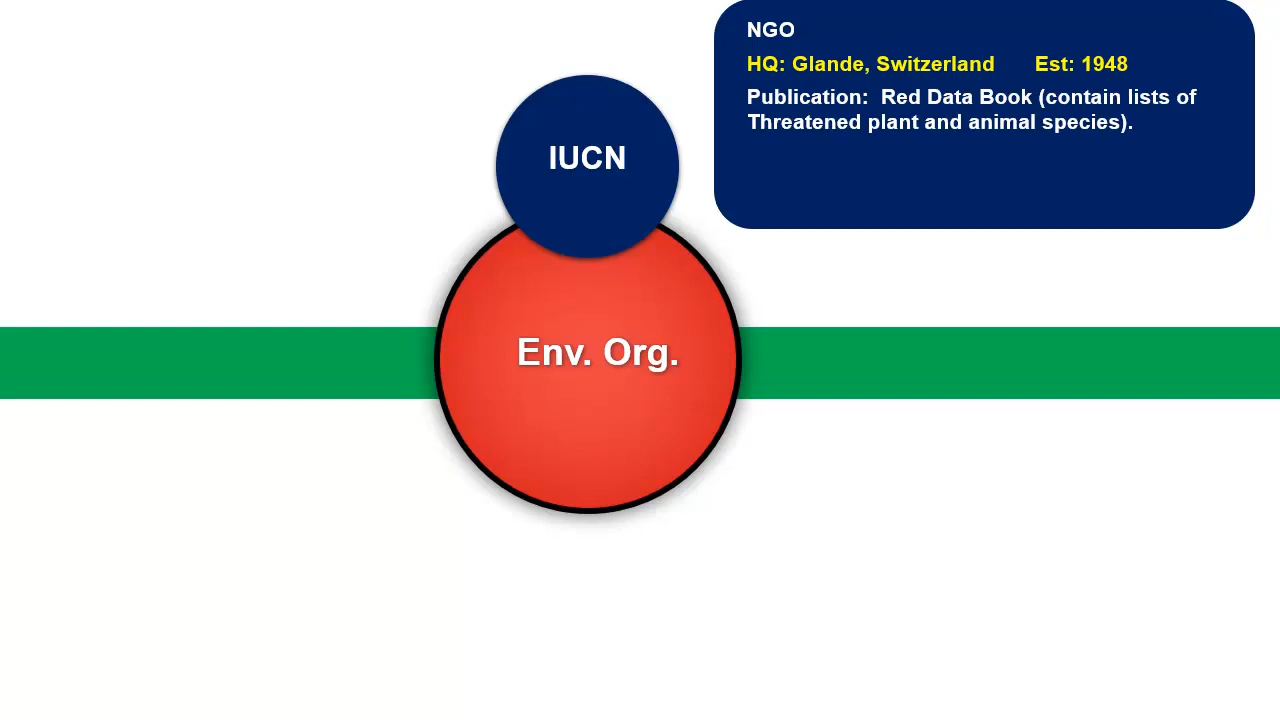 NGO
HQ: Glande, Switzerland Est: 1948
Publication: Red Data Book (contain lists of
Threatened plant and animal species).
IUCN
Env. Org.